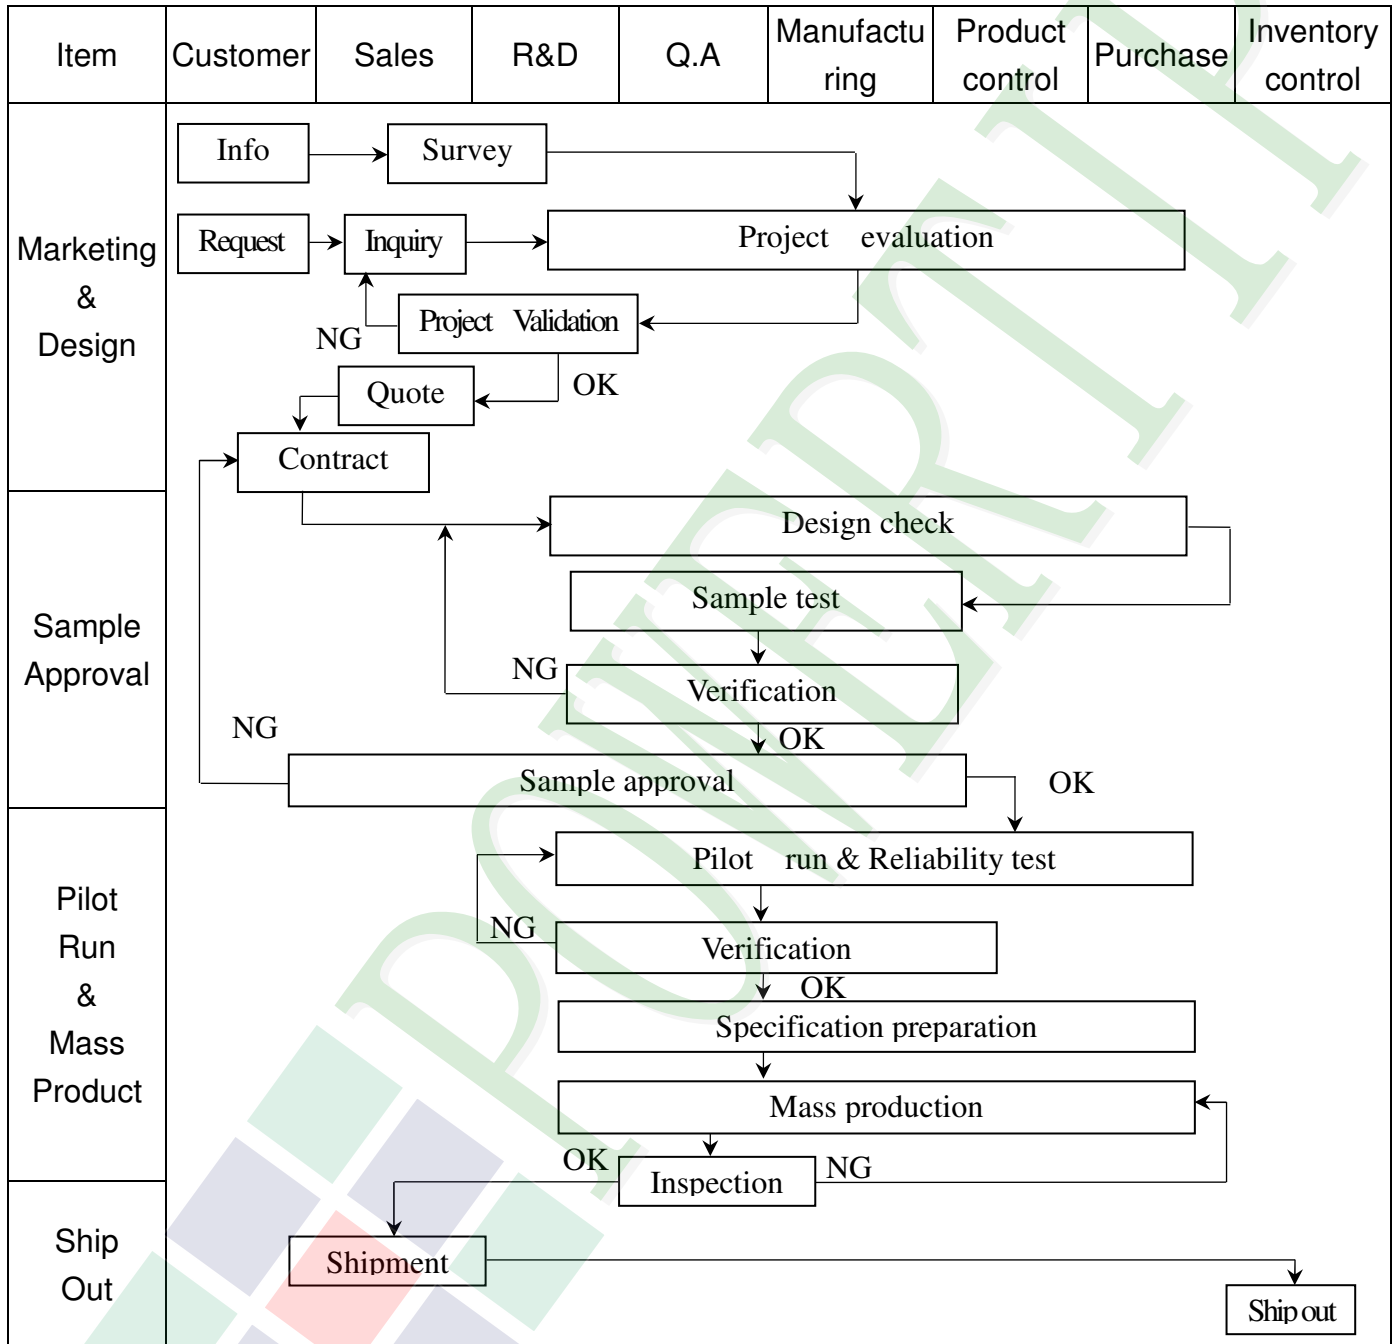 Item Customer Sales R&D Q.A Manufactu
ring Product
control Purchase Inventory
control
Marketing
&
Design
Info Survey
Request Inquiry Project evaluation
NG Project Validation
Quote OK
Contract
Sample
Approval
Design check
Sample test
NG Verification
NG OK
Sample approval OK
Pilot
Run
&
Mass
Product
Pilot run & Reliability test
NG Verification
OK
Specification preparation
Mass production
OK Inspection NG
Ship
Out
Shipment
Ship out
POWERTIP